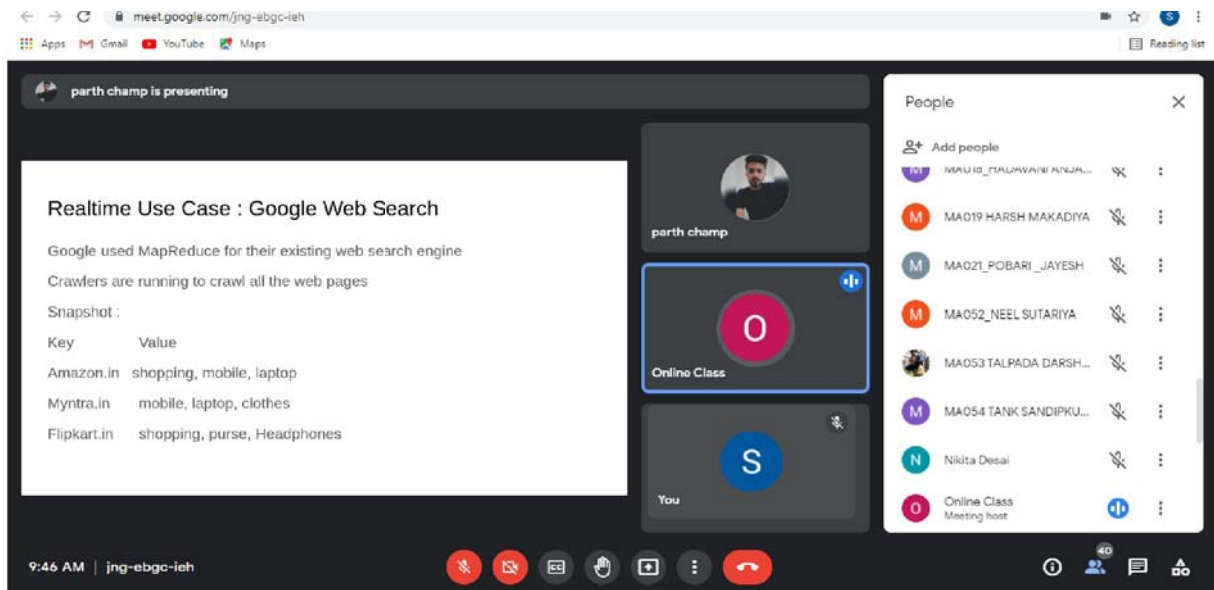 meet.google.com/jng-ebgc-ieh
S
Apps Gmail YouTube Maps
Reading list
parth champ is presenting
Realtime Use Case : Google Web Search
Google used MapReduce for their existing web search engine
Crawlers are running to crawl all the web pages
Snapshot :
Key Value
Amazon.in shopping, mobile, laptop
Myntra.in mobile, laptop, clothes
Flipkart.in shopping, purse, Headphones
parth champ
O
Online Class
S
You
People
Add people
M MA018_HADAVANI ANJA...
M MA019 HARSH MAKADIYA
M MA021_POBARI _JAYESH
M MA052_NEEL SUTARIYA
MA053 TALPADA DARSH...
M MA054 TANK SANDIPKU...
N Nikita Desai
O Online Class
Meeting host
9:46 AM | jng-ebgc-ieh
CC
40